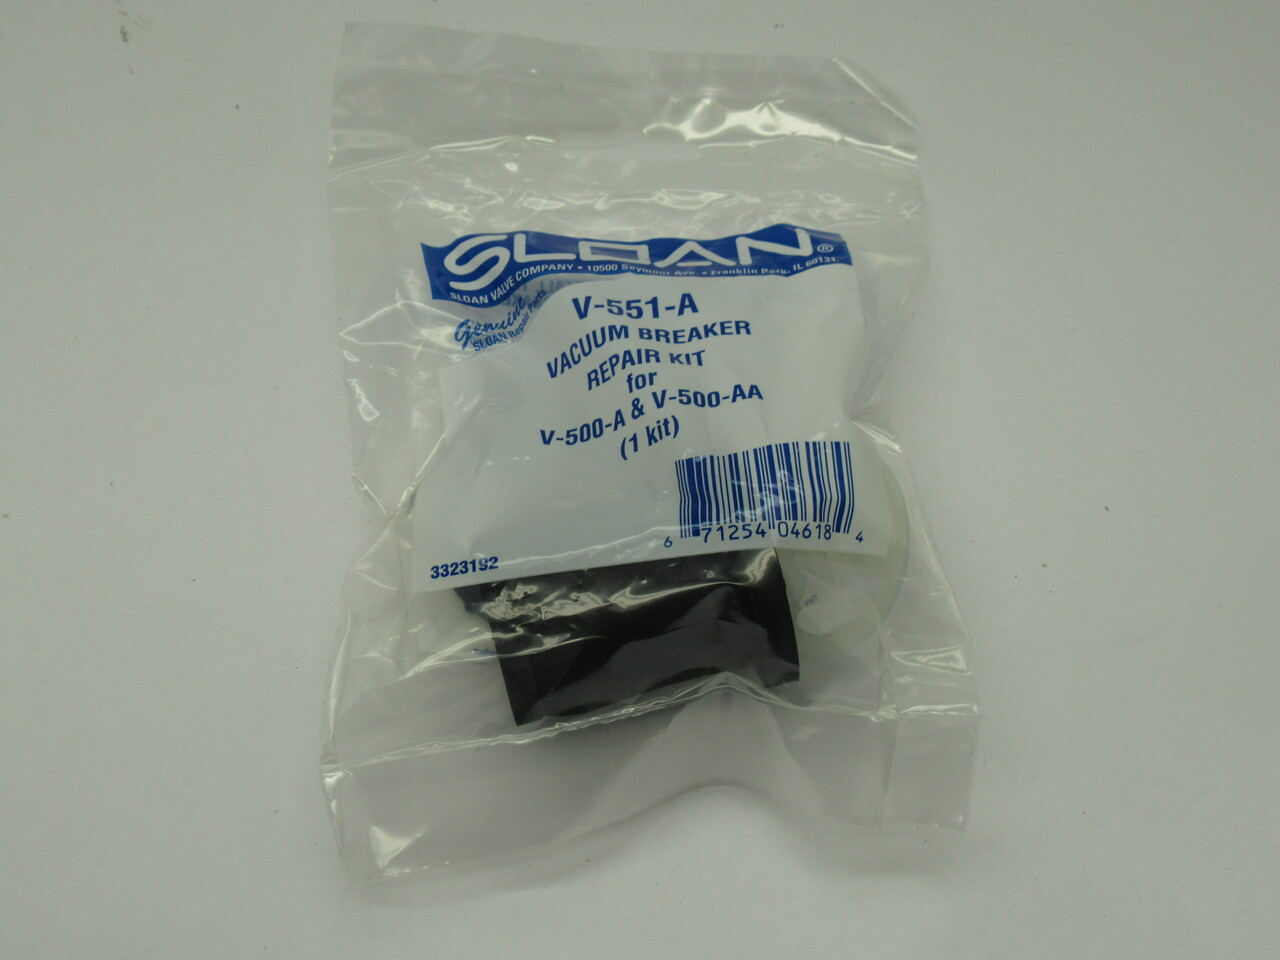 SLOAN®
SLOAN VALVE COMPANY • 10500 Seymour Ave. • Franklin Park, IL 60131
Genuine
SLOAN Repair Parts
V-551-A
VACUUM BREAKER
REPAIR KIT
for
V-500-A & V-500-AA
(1 kit)
6 71254 04618 4
3323192